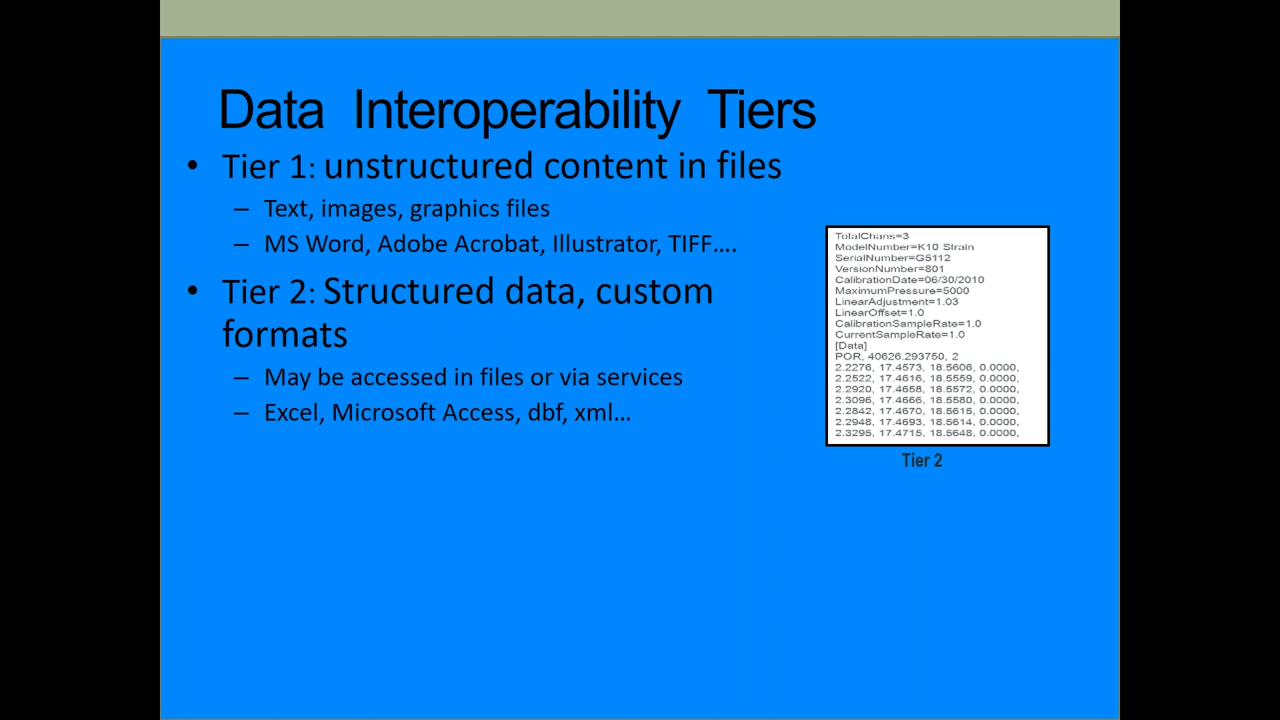 Data Interoperability Tiers
• Tier 1: unstructured content in files
– Text, images, graphics files
– MS Word, Adobe Acrobat, Illustrator, TIFF….
• Tier 2: Structured data, custom
formats
– May be accessed in files or via services
– Excel, Microsoft Access, dbf, xml…
TotalChans=3
ModelNumber=K10 Strain
SerialNumber=G5112
VersionNumber=801
CalibrationDate=06/30/2010
MaximumPressure=5000
LinearAdjustment=1.03
LinearOffset=1.0
CalibrationSampleRate=1.0
CurrentSampleRate=1.0
[Data]
POR, 40626.293750, 2
2.2276, 17.4573, 18.5606, 0.0000,
2.2522, 17.4616, 18.5559, 0.0000,
2.2920, 17.4658, 18.5572, 0.0000,
2.3096, 17.4666, 18.5580, 0.0000,
2.2842, 17.4670, 18.5615, 0.0000,
2.2948, 17.4693, 18.5614, 0.0000,
2.3295, 17.4715, 18.5648, 0.0000,
Tier 2